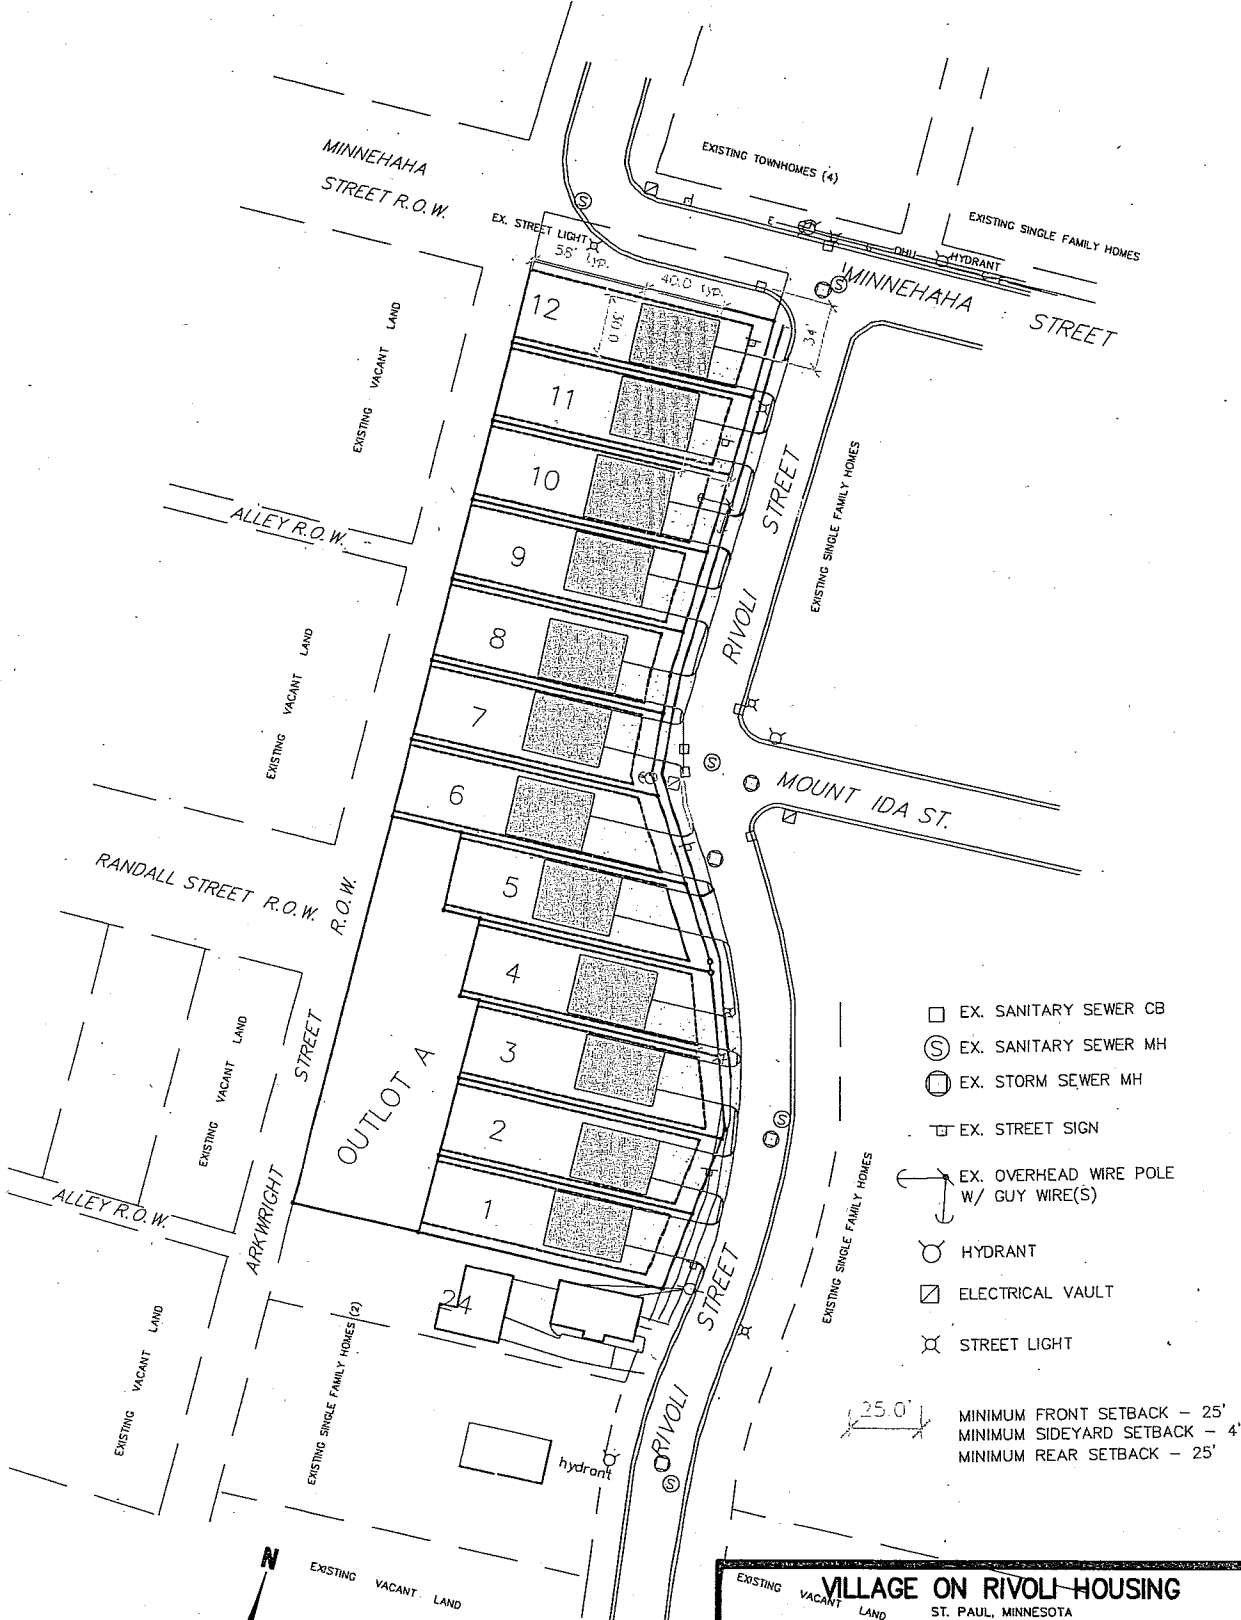 MINNEHAHA
STREET R.O.W.
EXISTING TOWNHOMES (4)
EXISTING SINGLE FAMILY HOMES
EX. STREET LIGHT
E
OHU
HYDRANT
MINNEHAHA
STREET
55' typ.
40.0 typ.
30.0
34'
12
11
10
9
8
7
6
5
4
3
2
1
EXISTING VACANT LAND
ALLEY R.O.W.
EXISTING VACANT LAND
RIVOLI STREET
EXISTING SINGLE FAMILY HOMES
MOUNT IDA ST.
RANDALL STREET R.O.W.
ARKWRIGHT STREET R.O.W.
OUTLOT A
EXISTING VACANT LAND
EXISTING VACANT LAND
ALLEY R.O.W.
EXISTING VACANT LAND
24
EXISTING SINGLE FAMILY HOMES (2)
RIVOLI STREET
EXISTING SINGLE FAMILY HOMES
hydrant
EX. SANITARY SEWER CB
S EX. SANITARY SEWER MH
EX. STORM SEWER MH
EX. STREET SIGN
EX. OVERHEAD WIRE POLE
W/ GUY WIRE(S)
HYDRANT
ELECTRICAL VAULT
STREET LIGHT
25.0'
MINIMUM FRONT SETBACK – 25'
MINIMUM SIDEYARD SETBACK – 4'
MINIMUM REAR SETBACK – 25'
N
EXISTING VACANT LAND
EXISTING VACANT LAND
VILLAGE ON RIVOLI HOUSING
ST. PAUL, MINNESOTA